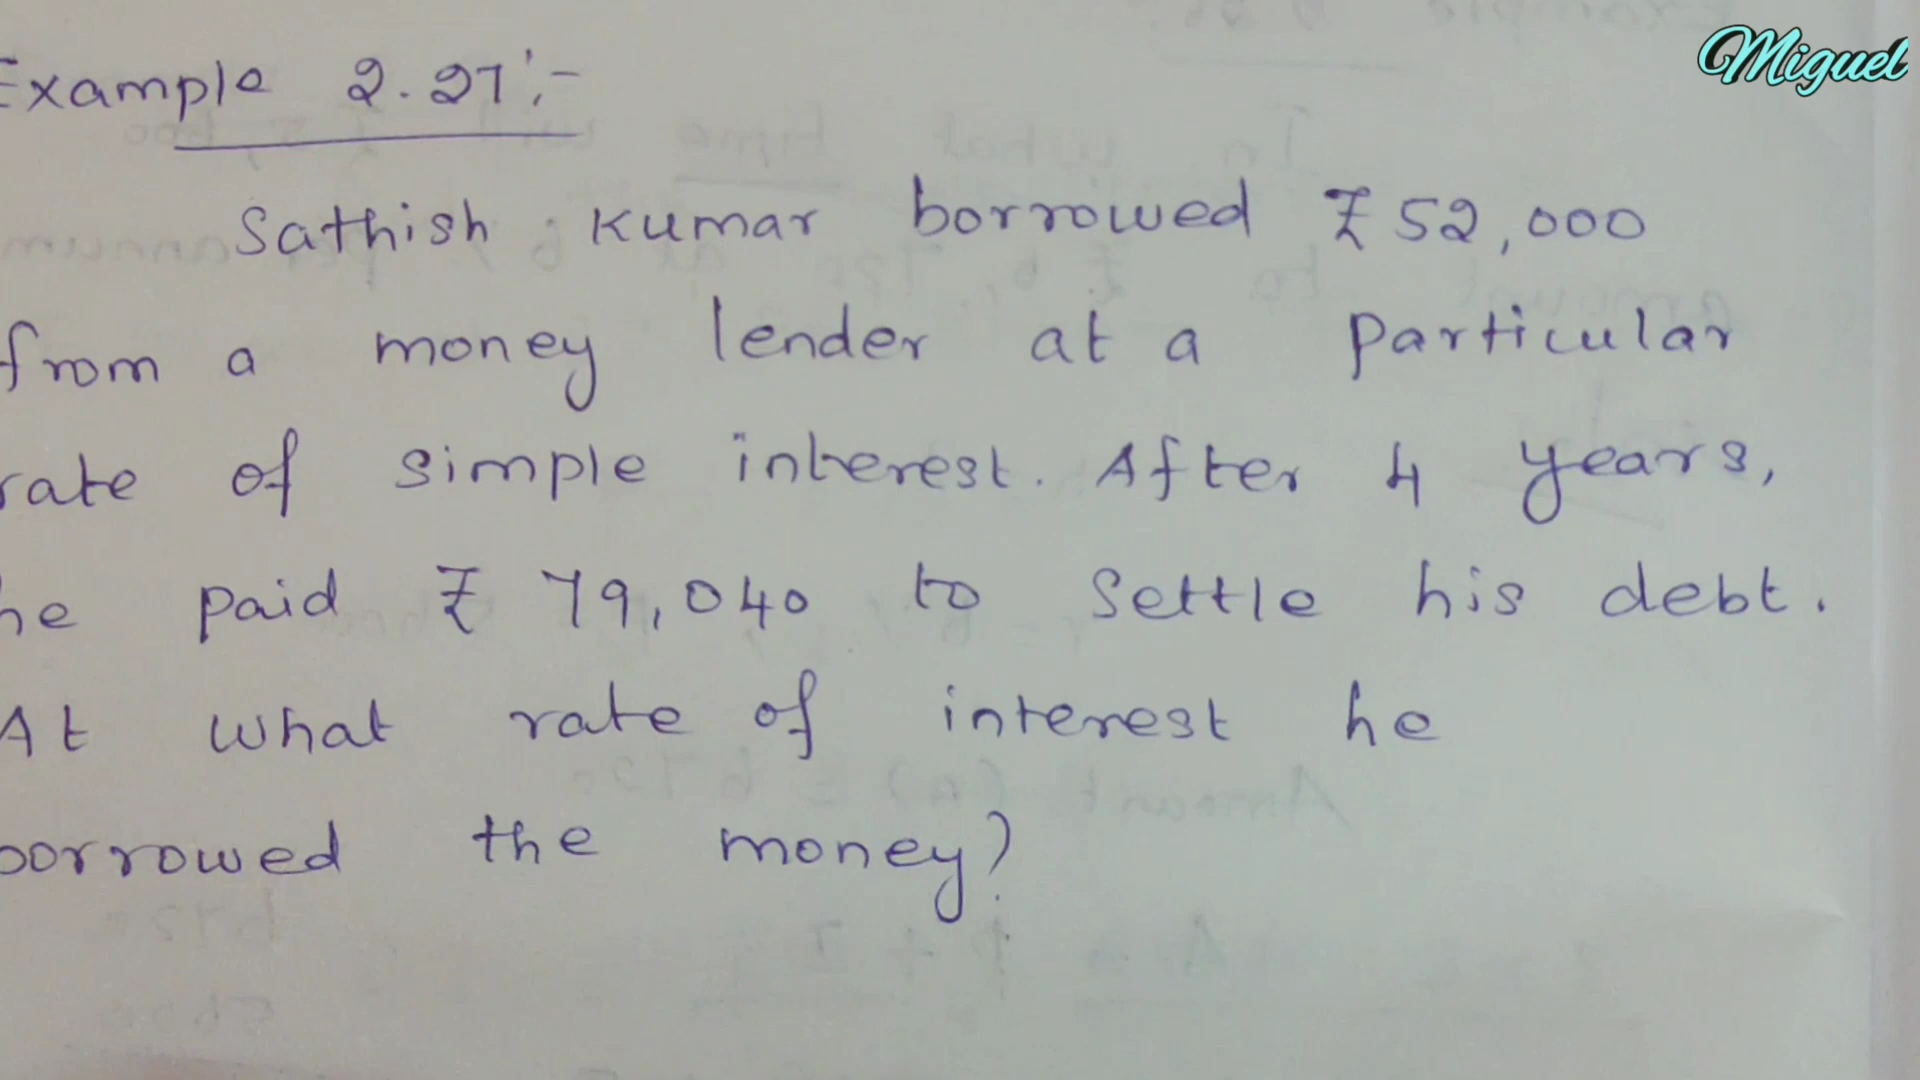 Example 2.27:-
Miguel
Sathish Kumar borrowed ₹ 52,000
from a money lender at a particular
rate of simple interest. After 4 years,
he paid ₹ 79,040 to settle his debt.
At what rate of interest he
borrowed the money?